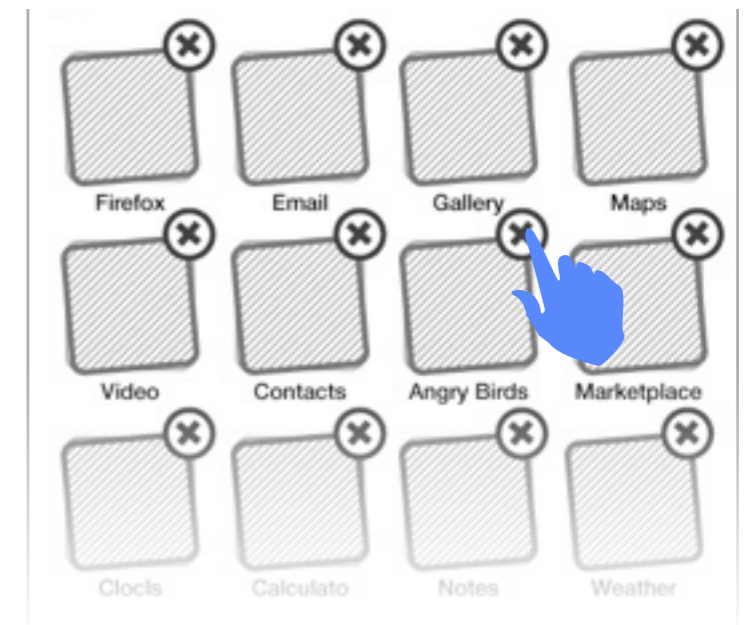 Firefox Email Gallery Maps
Video Contacts Angry Birds Marketplace
Clocls Calculato Notes Weather